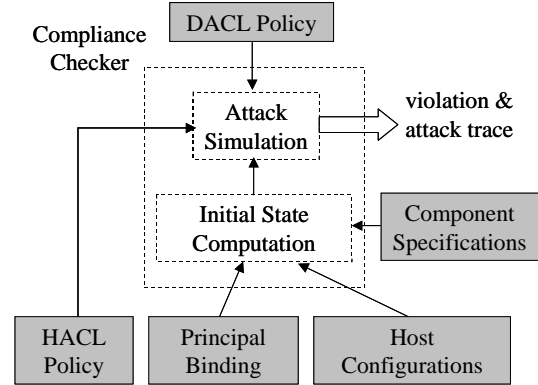 DACL Policy
Compliance
Checker
Attack
Simulation
violation &
attack trace
Initial State
Computation
Component
Specifications
HACL
Policy
Principal
Binding
Host
Configurations